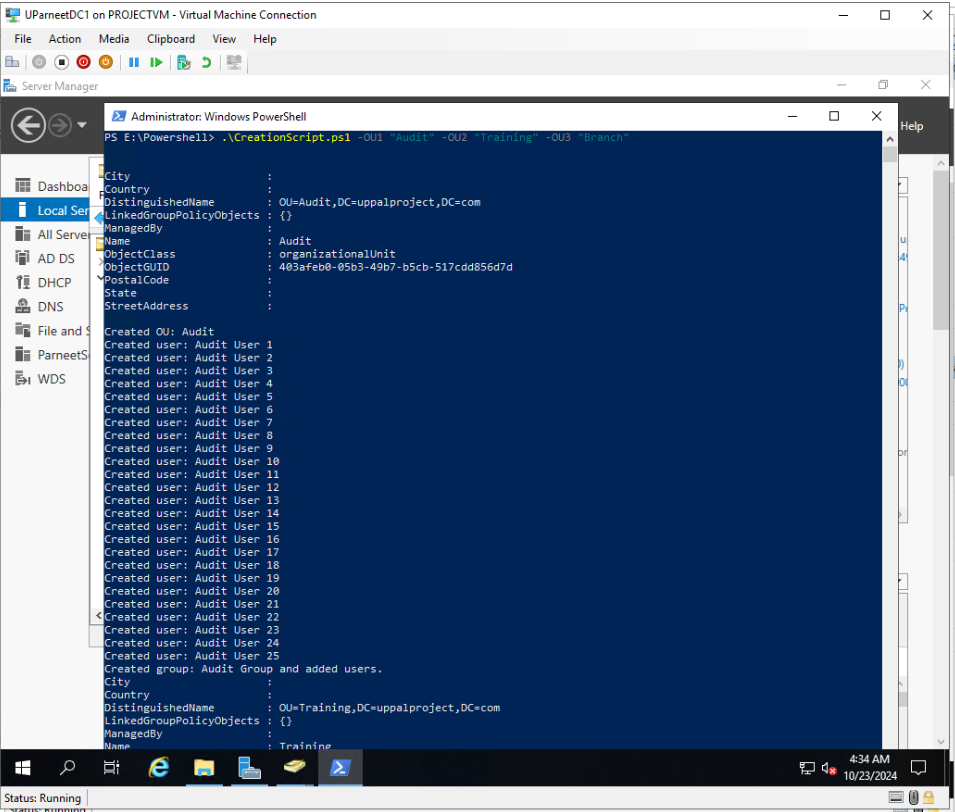 UParneetDC1 on PROJECTVM - Virtual Machine Connection
File Action Media Clipboard View Help
Server Manager
Administrator: Windows PowerShell
Help
PS E:\Powershell> .\CreationScript.ps1 -OU1 "Audit" -OU2 "Training" -OU3 "Branch"
Dashboa
Local Ser
All Server
AD DS
DHCP
DNS
File and S
ParneetS
WDS
City :
Country :
DistinguishedName : OU=Audit,DC=uppalproject,DC=com
LinkedGroupPolicyObjects : {}
ManagedBy :
Name : Audit
ObjectClass : organizationalUnit
ObjectGUID : 403afeb0-05b3-49b7-b5cb-517cdd856d7d
PostalCode :
State :
StreetAddress :
Created OU: Audit
Created user: Audit User 1
Created user: Audit User 2
Created user: Audit User 3
Created user: Audit User 4
Created user: Audit User 5
Created user: Audit User 6
Created user: Audit User 7
Created user: Audit User 8
Created user: Audit User 9
Created user: Audit User 10
Created user: Audit User 11
Created user: Audit User 12
Created user: Audit User 13
Created user: Audit User 14
Created user: Audit User 15
Created user: Audit User 16
Created user: Audit User 17
Created user: Audit User 18
Created user: Audit User 19
Created user: Audit User 20
Created user: Audit User 21
Created user: Audit User 22
Created user: Audit User 23
Created user: Audit User 24
Created user: Audit User 25
Created group: Audit Group and added users.
City :
Country :
DistinguishedName : OU=Training,DC=uppalproject,DC=com
LinkedGroupPolicyObjects : {}
ManagedBy :
Name : Training
4:34 AM
10/23/2024
Status: Running
Status: Running